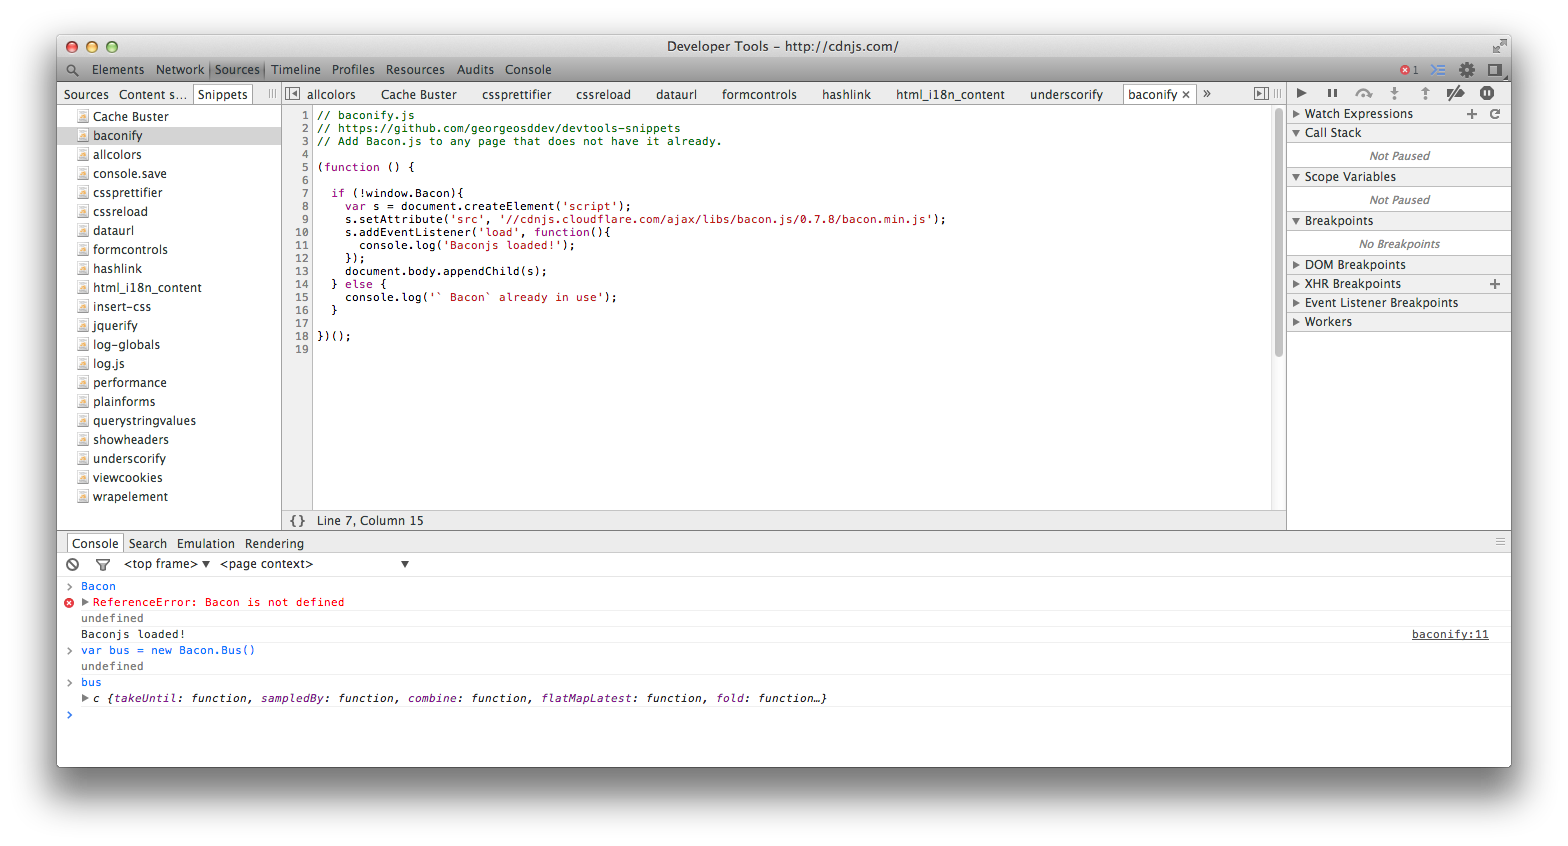 Developer Tools - http://cdnjs.com/
Elements Network Sources Timeline Profiles Resources Audits Console
1
Sources Content s... Snippets
allcolors Cache Buster cssprettifier cssreload dataurl formcontrols hashlink html_i18n_content underscorify baconify × »
Cache Buster
baconify
allcolors
console.save
cssprettifier
cssreload
dataurl
formcontrols
hashlink
html_i18n_content
insert-css
jquerify
log-globals
log.js
performance
plainforms
querystringvalues
showheaders
underscorify
viewcookies
wrapelement
1 // baconify.js
2 // https://github.com/georgeosddev/devtools-snippets
3 // Add Bacon.js to any page that does not have it already.
4
5 (function () {
6
7   if (!window.Bacon){
8     var s = document.createElement('script');
9     s.setAttribute('src', '//cdnjs.cloudflare.com/ajax/libs/bacon.js/0.7.8/bacon.min.js');
10     s.addEventListener('load', function(){
11       console.log('Baconjs loaded!');
12     });
13     document.body.appendChild(s);
14   } else {
15     console.log('` Bacon` already in use');
16   }
17
18 })();
19
{} Line 7, Column 15
Watch Expressions
Call Stack
Not Paused
Scope Variables
Not Paused
Breakpoints
No Breakpoints
DOM Breakpoints
XHR Breakpoints
Event Listener Breakpoints
Workers
Console Search Emulation Rendering
<top frame> ▼ <page context> ▼
> Bacon
ReferenceError: Bacon is not defined
undefined
Baconjs loaded! baconify:11
> var bus = new Bacon.Bus()
undefined
> bus
c {takeUntil: function, sampledBy: function, combine: function, flatMapLatest: function, fold: function…}
>